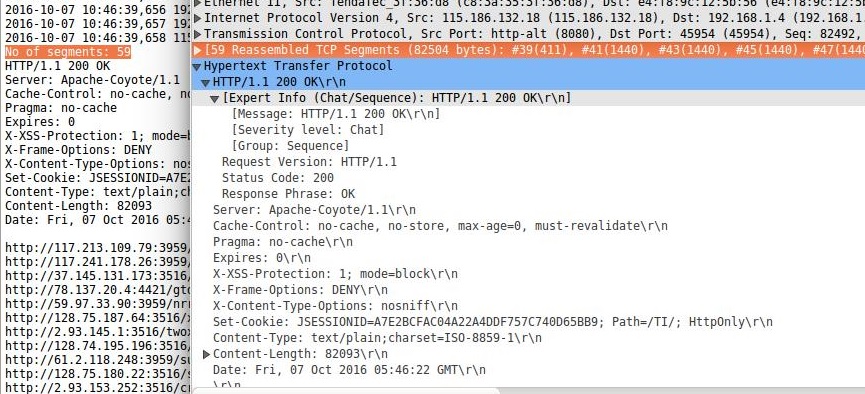 2016-10-07 10:46:39,656 192
2016-10-07 10:46:39,657 192
2016-10-07 10:46:39,658 115
No of segments: 59
HTTP/1.1 200 OK
Server: Apache-Coyote/1.1
Cache-Control: no-cache, no
Pragma: no-cache
Expires: 0
X-XSS-Protection: 1; mode=b
X-Frame-Options: DENY
X-Content-Type-Options: nos
Set-Cookie: JSESSIONID=A7E2
Content-Type: text/plain;ch
Content-Length: 82093
Date: Fri, 07 Oct 2016 05:4
http://117.213.109.79:3959/
http://117.241.178.26:3959/
http://37.145.131.173:3516/
http://78.137.20.4:4421/gto
http://59.97.33.90:3959/nr
http://128.75.187.64:3516/
http://2.93.145.1:3516/two
http://128.74.195.196:3516/
http://61.2.118.248:3959/su
http://128.75.180.22:3516/s
http://2.93.153.252:3516/c
Ethernet II, Src: TendaTec_3f:36:d8 (c8:3a:35:3f:36:d8), Dst: e4:f8:9c:12:5b:56 (e4:f8:9c:12:5b
Internet Protocol Version 4, Src: 115.186.132.18 (115.186.132.18), Dst: 192.168.1.4 (192.168.1.
Transmission Control Protocol, Src Port: http-alt (8080), Dst Port: 45954 (45954), Seq: 82492,
[59 Reassembled TCP Segments (82504 bytes): #39(411), #41(1440), #43(1440), #45(1440), #47(1440
Hypertext Transfer Protocol
HTTP/1.1 200 OK\r\n
[Expert Info (Chat/Sequence): HTTP/1.1 200 OK\r\n]
[Message: HTTP/1.1 200 OK\r\n]
[Severity level: Chat]
[Group: Sequence]
Request Version: HTTP/1.1
Status Code: 200
Response Phrase: OK
Server: Apache-Coyote/1.1\r\n
Cache-Control: no-cache, no-store, max-age=0, must-revalidate\r\n
Pragma: no-cache\r\n
Expires: 0\r\n
X-XSS-Protection: 1; mode=block\r\n
X-Frame-Options: DENY\r\n
X-Content-Type-Options: nosniff\r\n
Set-Cookie: JSESSIONID=A7E2BCFAC04A22A4DDF757C740D65BB9; Path=/TI/; HttpOnly\r\n
Content-Type: text/plain;charset=ISO-8859-1\r\n
Content-Length: 82093\r\n
Date: Fri, 07 Oct 2016 05:46:22 GMT\r\n
\r\n